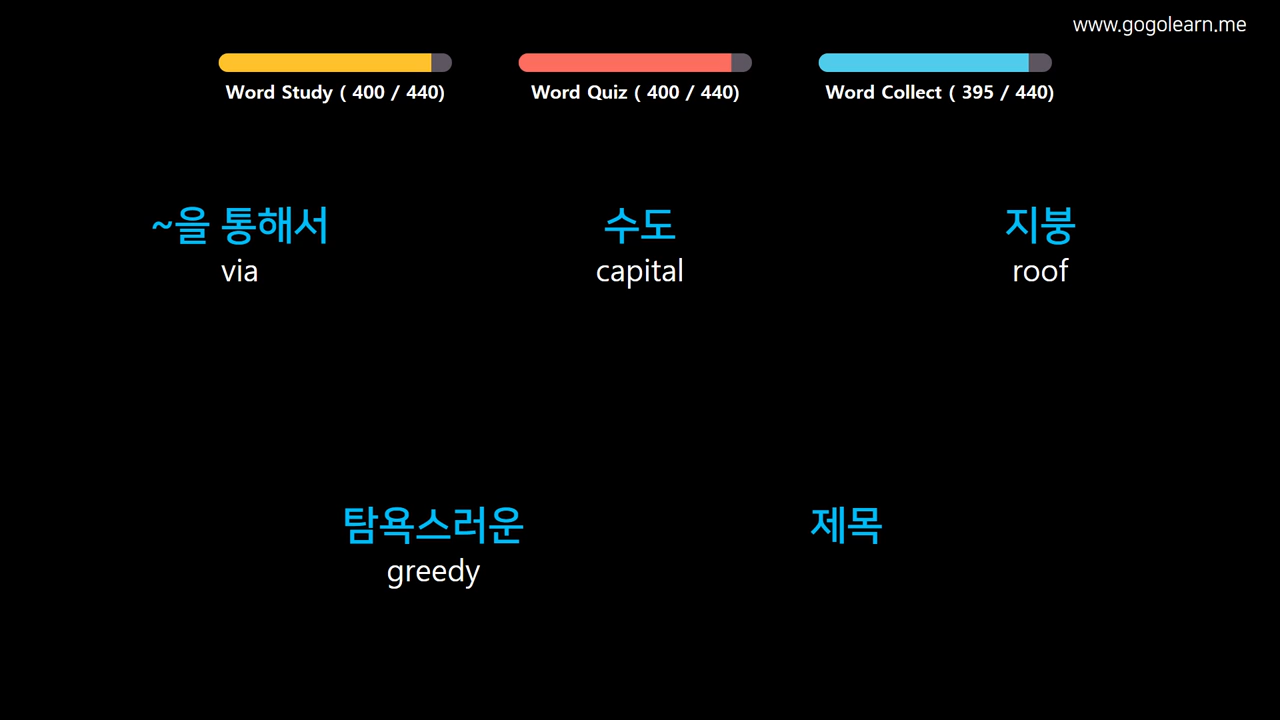 www.gogolearn.me
Word Study ( 400 / 440)
Word Quiz ( 400 / 440)
Word Collect ( 395 / 440)
~을 통해서
via
수도
capital
지붕
roof
탐욕스러운
greedy
제목